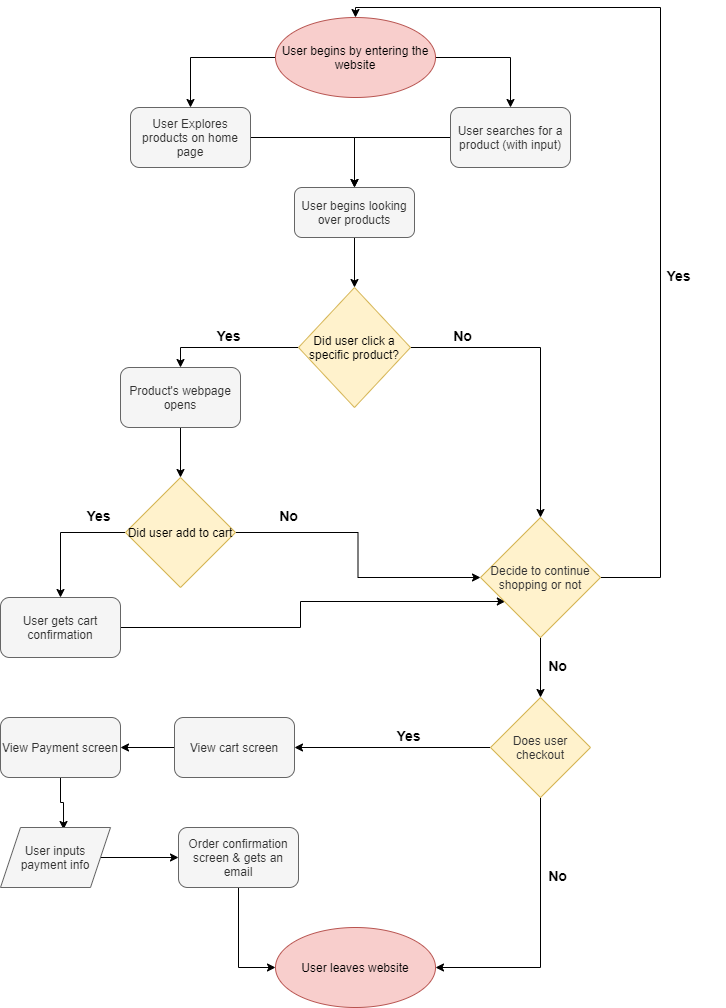 User begins by entering the
website
User Explores
products on home
page
User searches for a
product (with input)
User begins looking
over products
Yes
Did user click a
specific product?
Yes
No
Product's webpage
opens
Yes
Did user add to cart
No
Decide to continue
shopping or not
User gets cart
confirmation
No
View Payment screen
View cart screen
Yes
Does user
checkout
User inputs
payment info
Order confirmation
screen & gets an
email
No
User leaves website